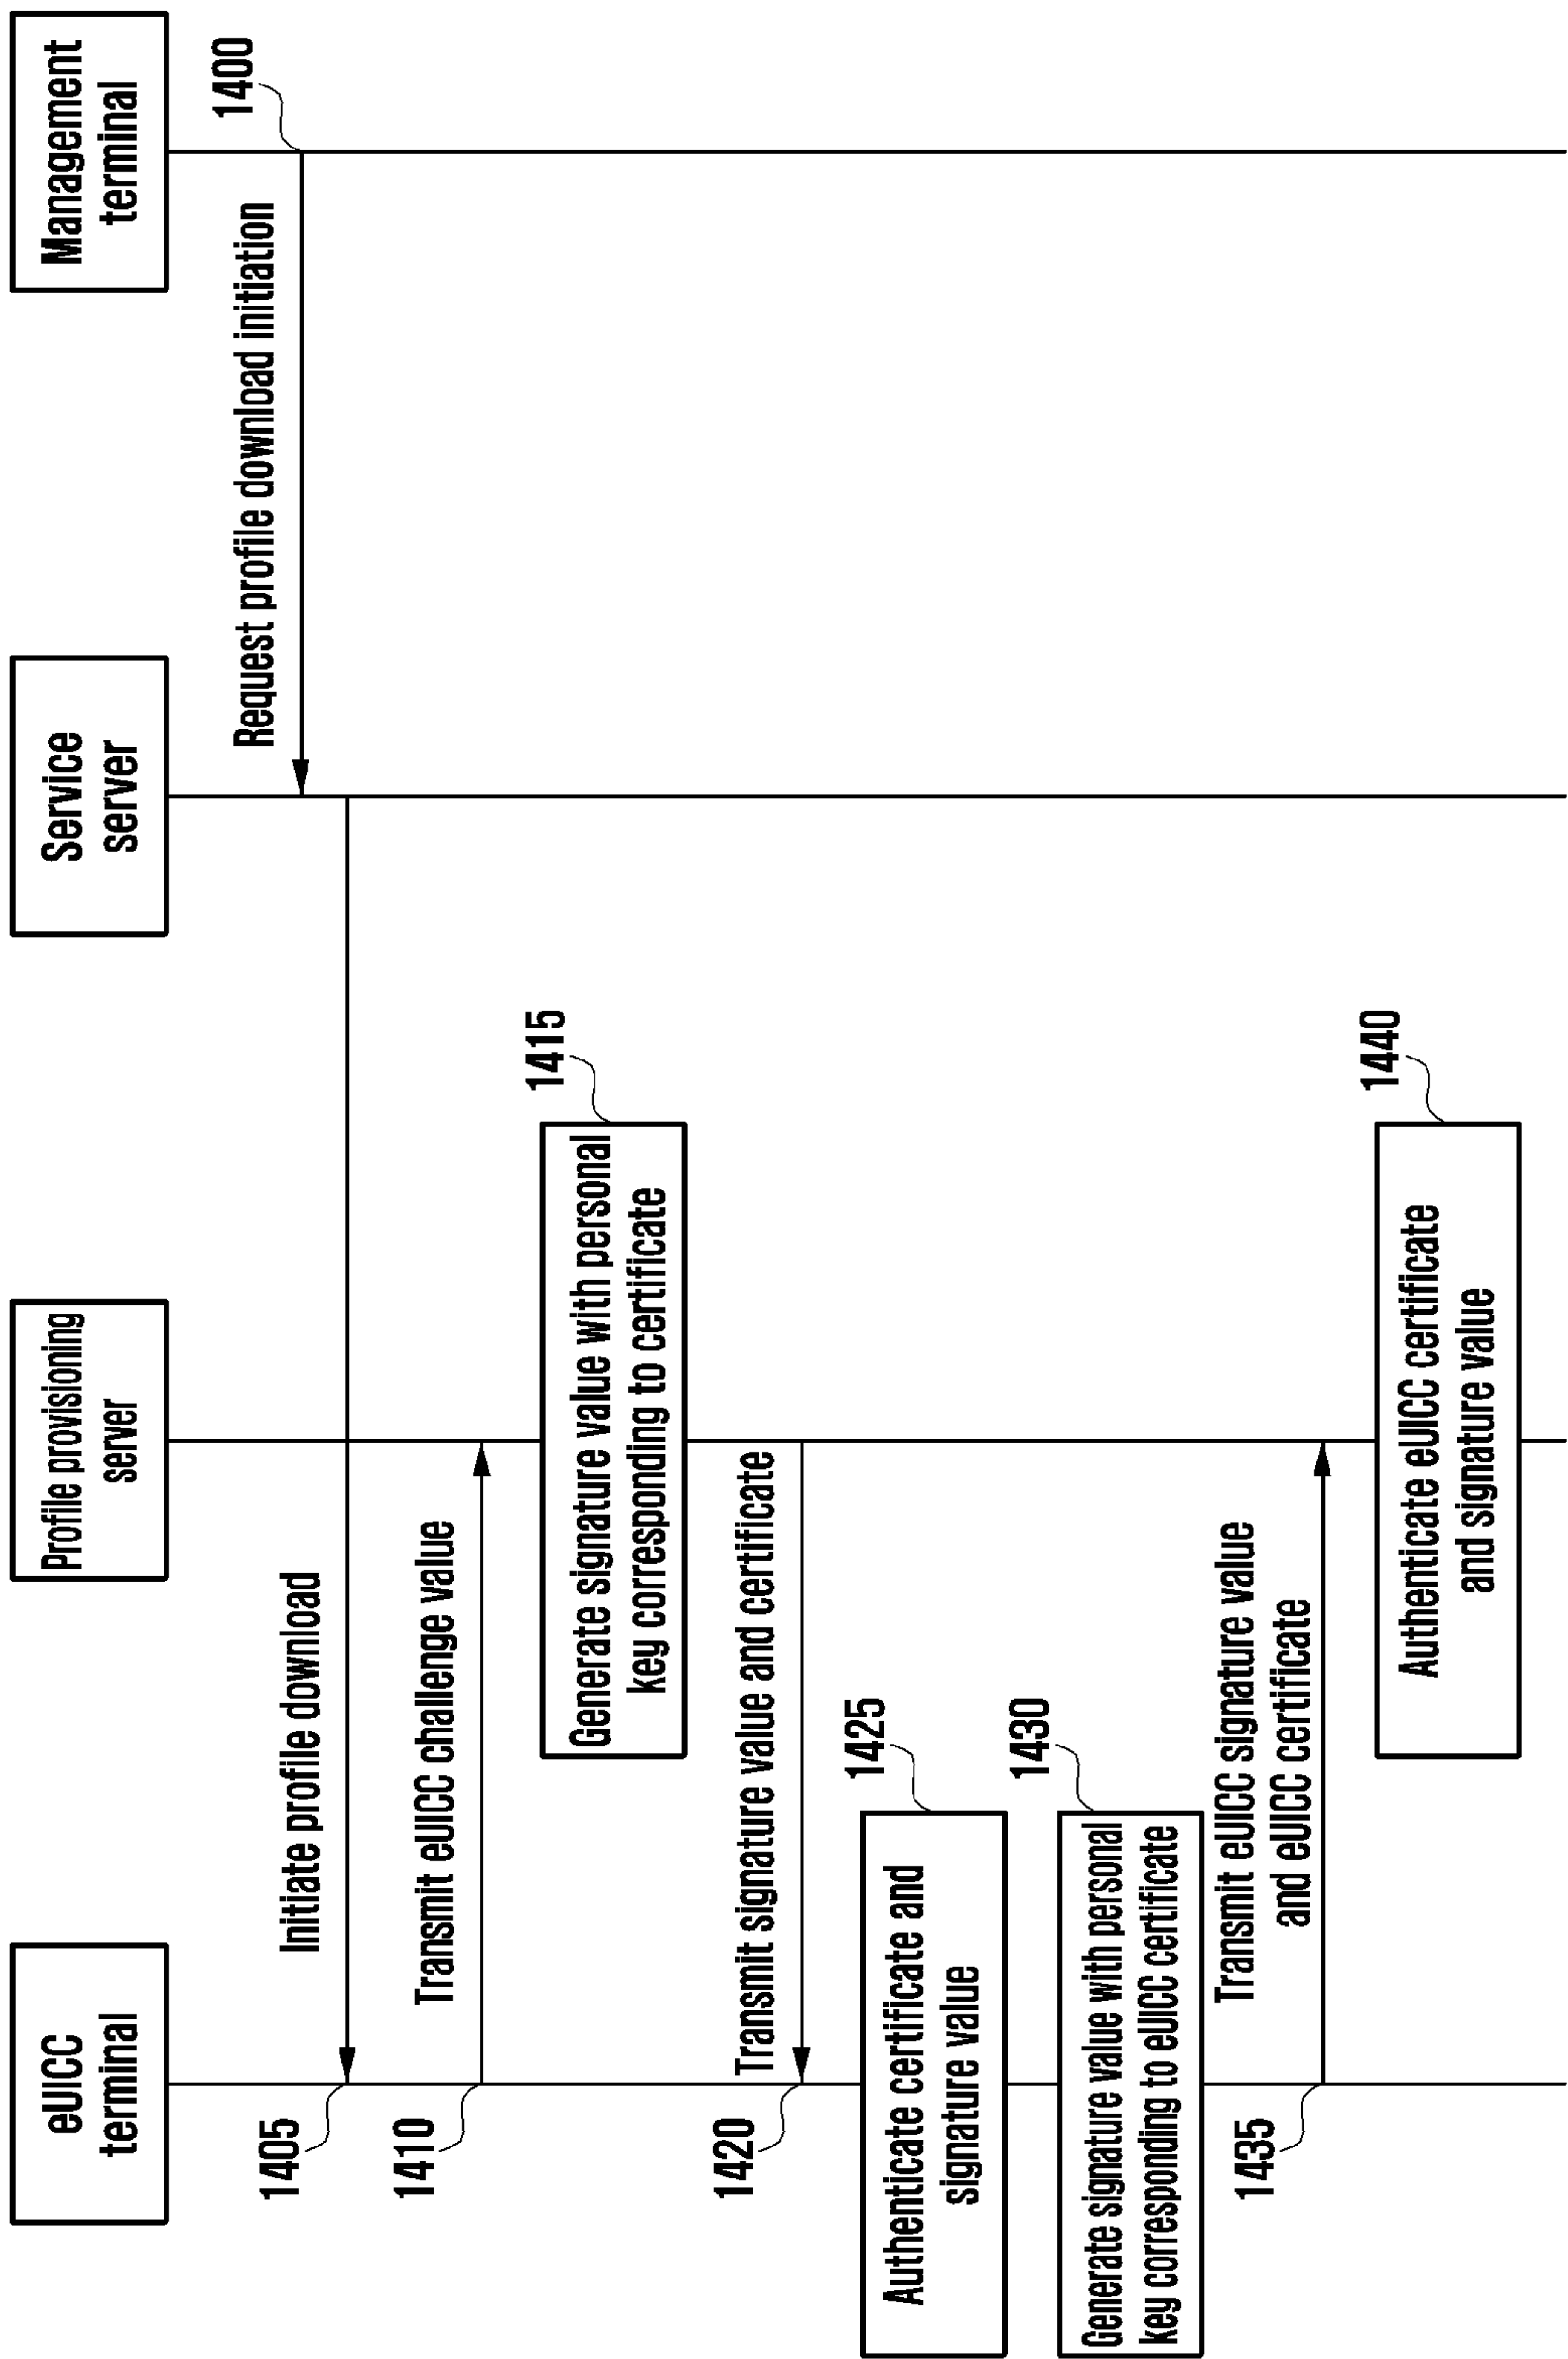 eUICC
terminal
Profile provisioning
server
Service
server
Management
terminal
1400
Request profile download initiation
Initiate profile download
1405
Transmit eUICC challenge value
1410
1415
Generate signature value with personal
key corresponding to certificate
Transmit signature value and certificate
1420
1425
Authenticate certificate and
signature value
1430
Generate signature value with personal
key corresponding to eUICC certificate
Transmit eUICC signature value
and eUICC certificate
1435
1440
Authenticate eUICC certificate
and signature value